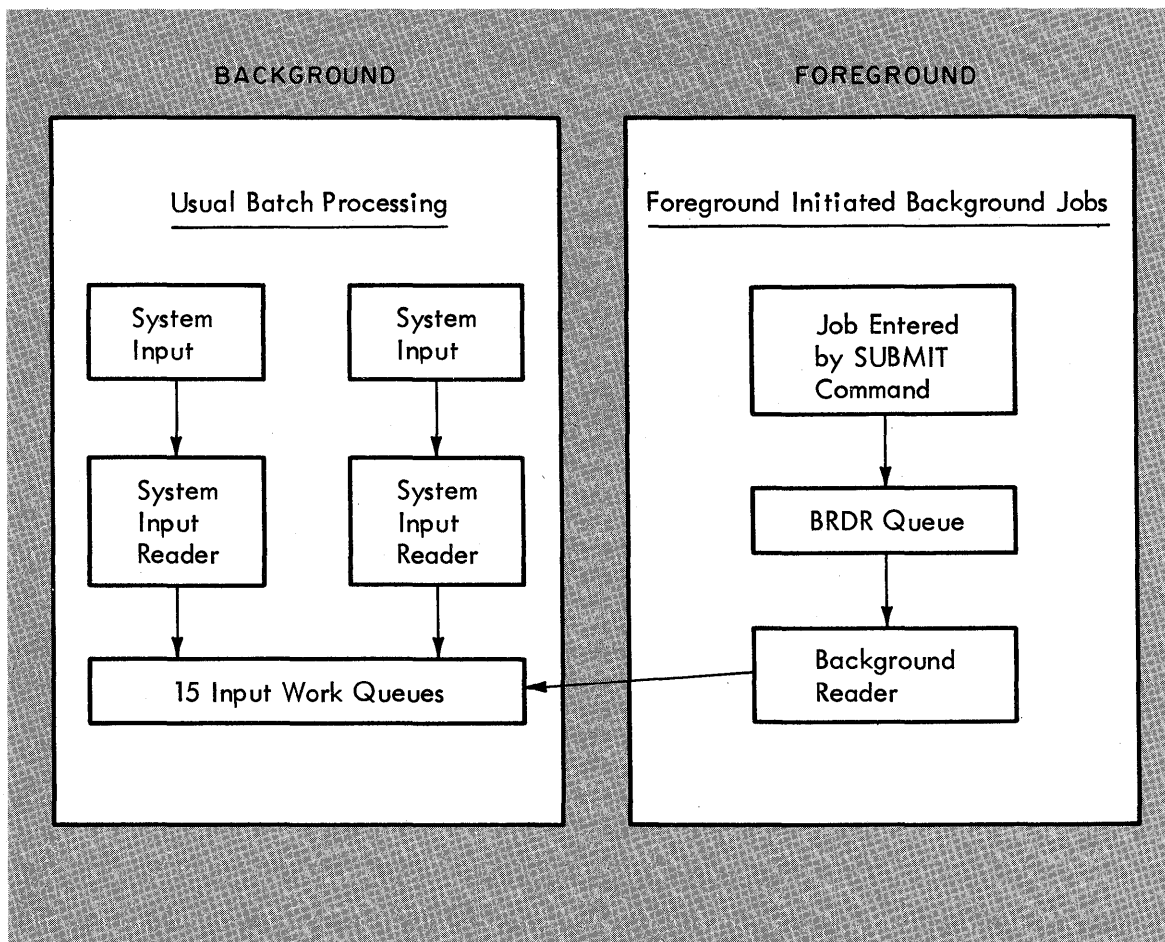 BACKGROUND
FOREGROUND
Usual Batch Processing
System
Input
System
Input
System
Input
Reader
System
Input
Reader
15 Input Work Queues
Foreground Initiated Background Jobs
Job Entered
by SUBMIT
Command
BRDR Queue
Background
Reader